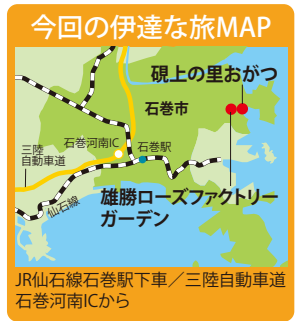 今回の伊達な旅MAP
硯上の里おがつ
石巻市
石巻河南IC
石巻駅
三陸
自動車道
雄勝ローズファクトリー
ガーデン
仙石線
JR仙石線石巻駅下車／三陸自動車道
石巻河南ICから